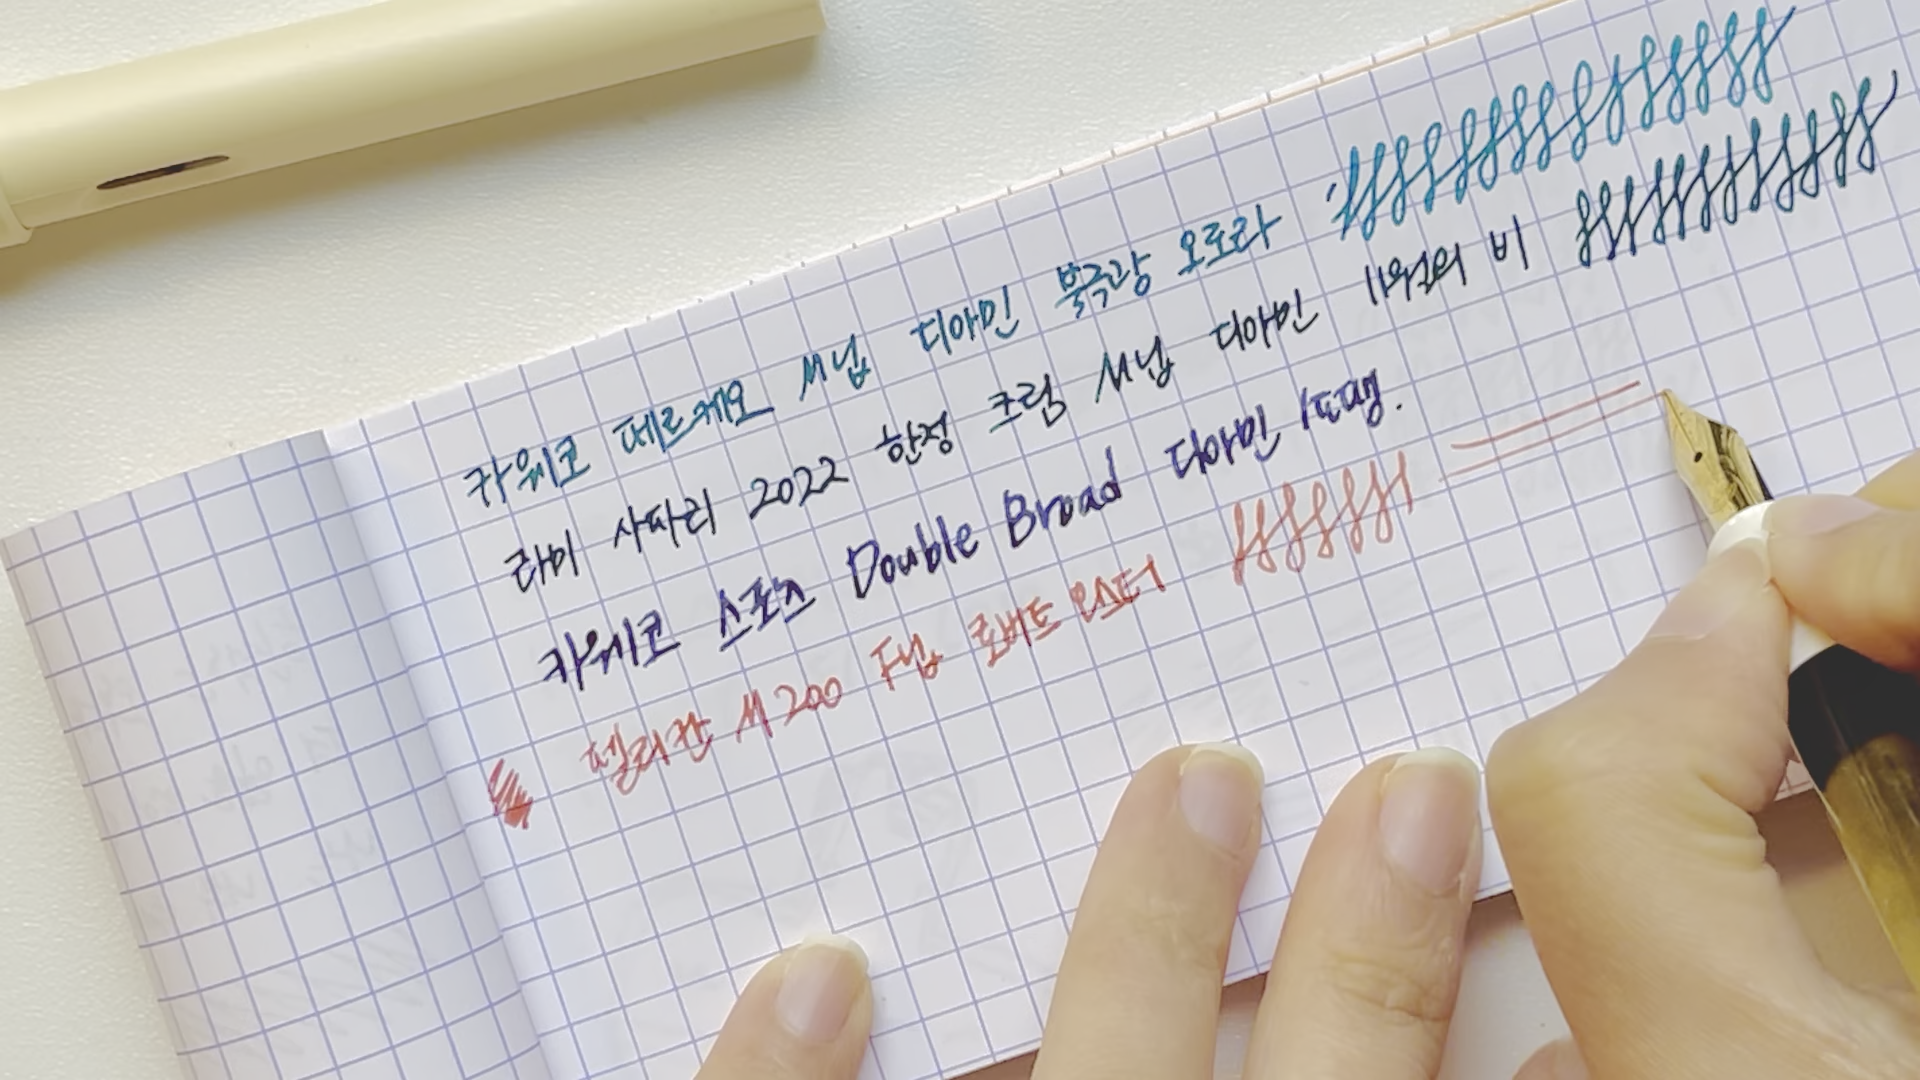 카웨코 페르케오 M닙 디아민 북극광 오로라
라미 사파리 2022 한정 크림 M닙 디아민 11월의 비
카웨코 스포츠 Double Broad 디아민
펠리칸 M200 F닙 로버트 오스터